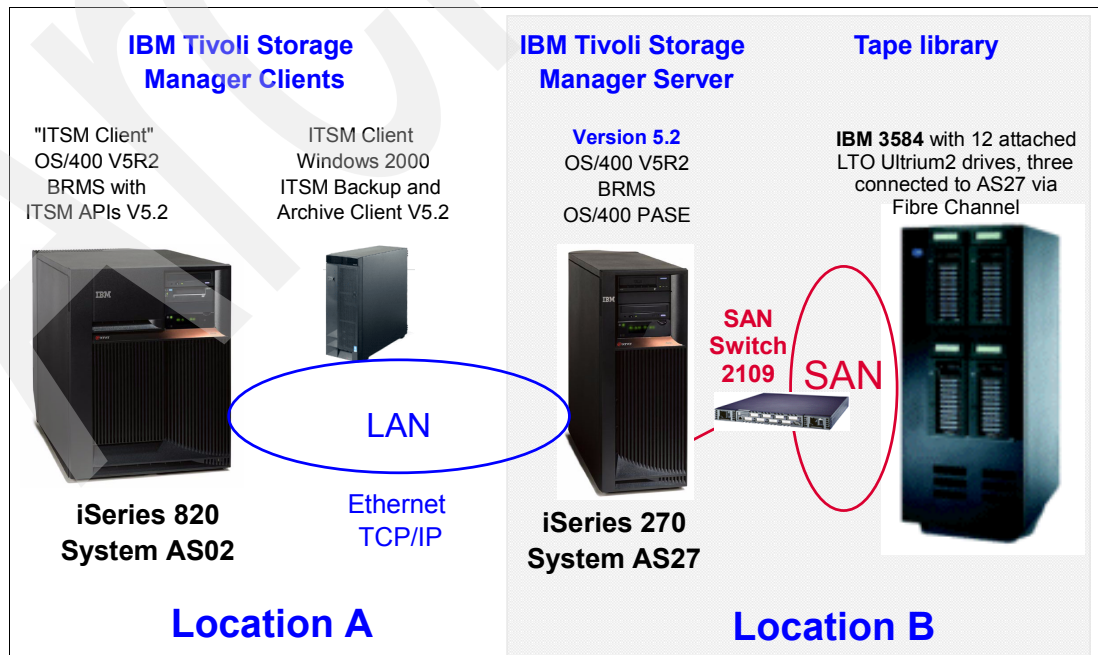 IBM Tivoli Storage
Manager Clients
IBM Tivoli Storage
Manager Server
Tape library
"ITSM Client"
OS/400 V5R2
BRMS with
ITSM APIs V5.2
ITSM Client
Windows 2000
ITSM Backup and
Archive Client V5.2
Version 5.2
OS/400 V5R2
BRMS
OS/400 PASE
IBM 3584 with 12 attached
LTO Ultrium2 drives, three
connected to AS27 via
Fibre Channel
IBM
IBM
SAN
Switch
2109
SAN
LAN
Ethernet
TCP/IP
iSeries 820
System AS02
iSeries 270
System AS27
Location A
Location B